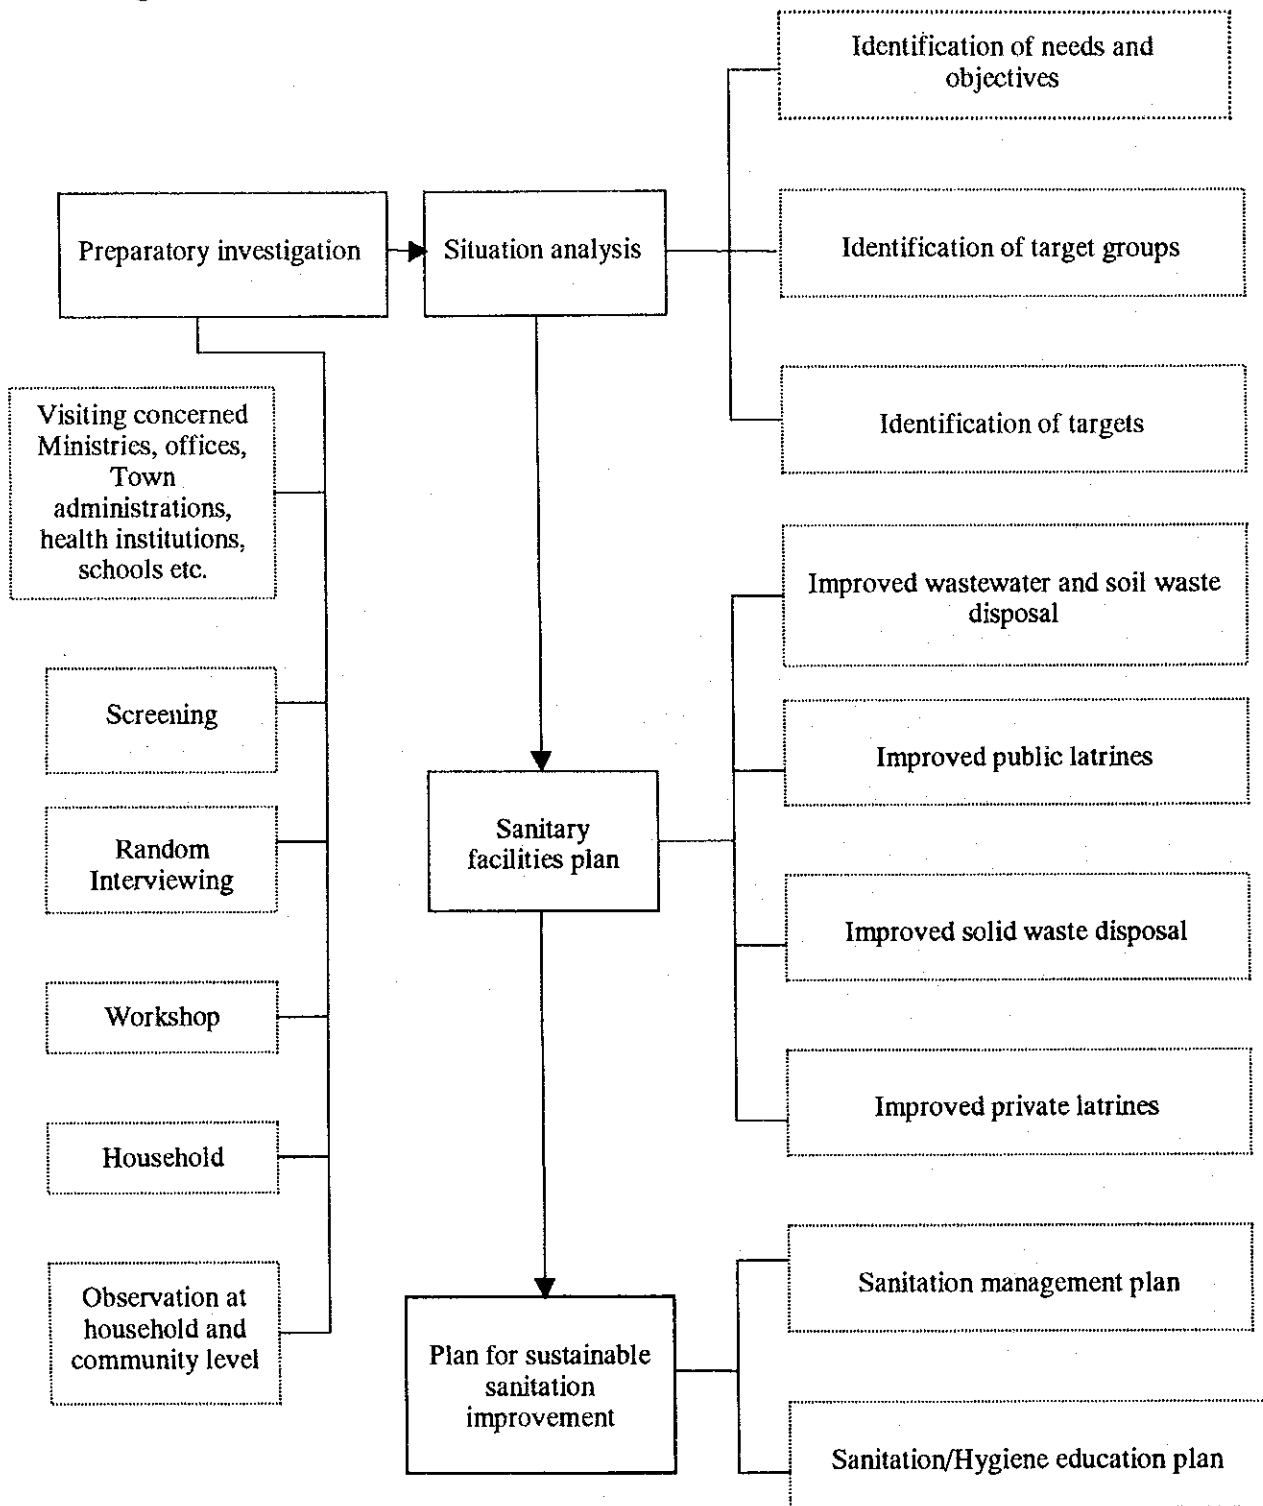 Identification of needs and
objectives
Preparatory investigation
Situation analysis
Identification of target groups
Identification of targets
Visiting concerned
Ministries, offices,
Town
administrations,
health institutions,
schools etc.
Screening
Random
Interviewing
Workshop
Household
Observation at
household and
community level
Sanitary
facilities plan
Improved wastewater and soil waste
disposal
Improved public latrines
Improved solid waste disposal
Improved private latrines
Plan for sustainable
sanitation
improvement
Sanitation management plan
Sanitation/Hygiene education plan